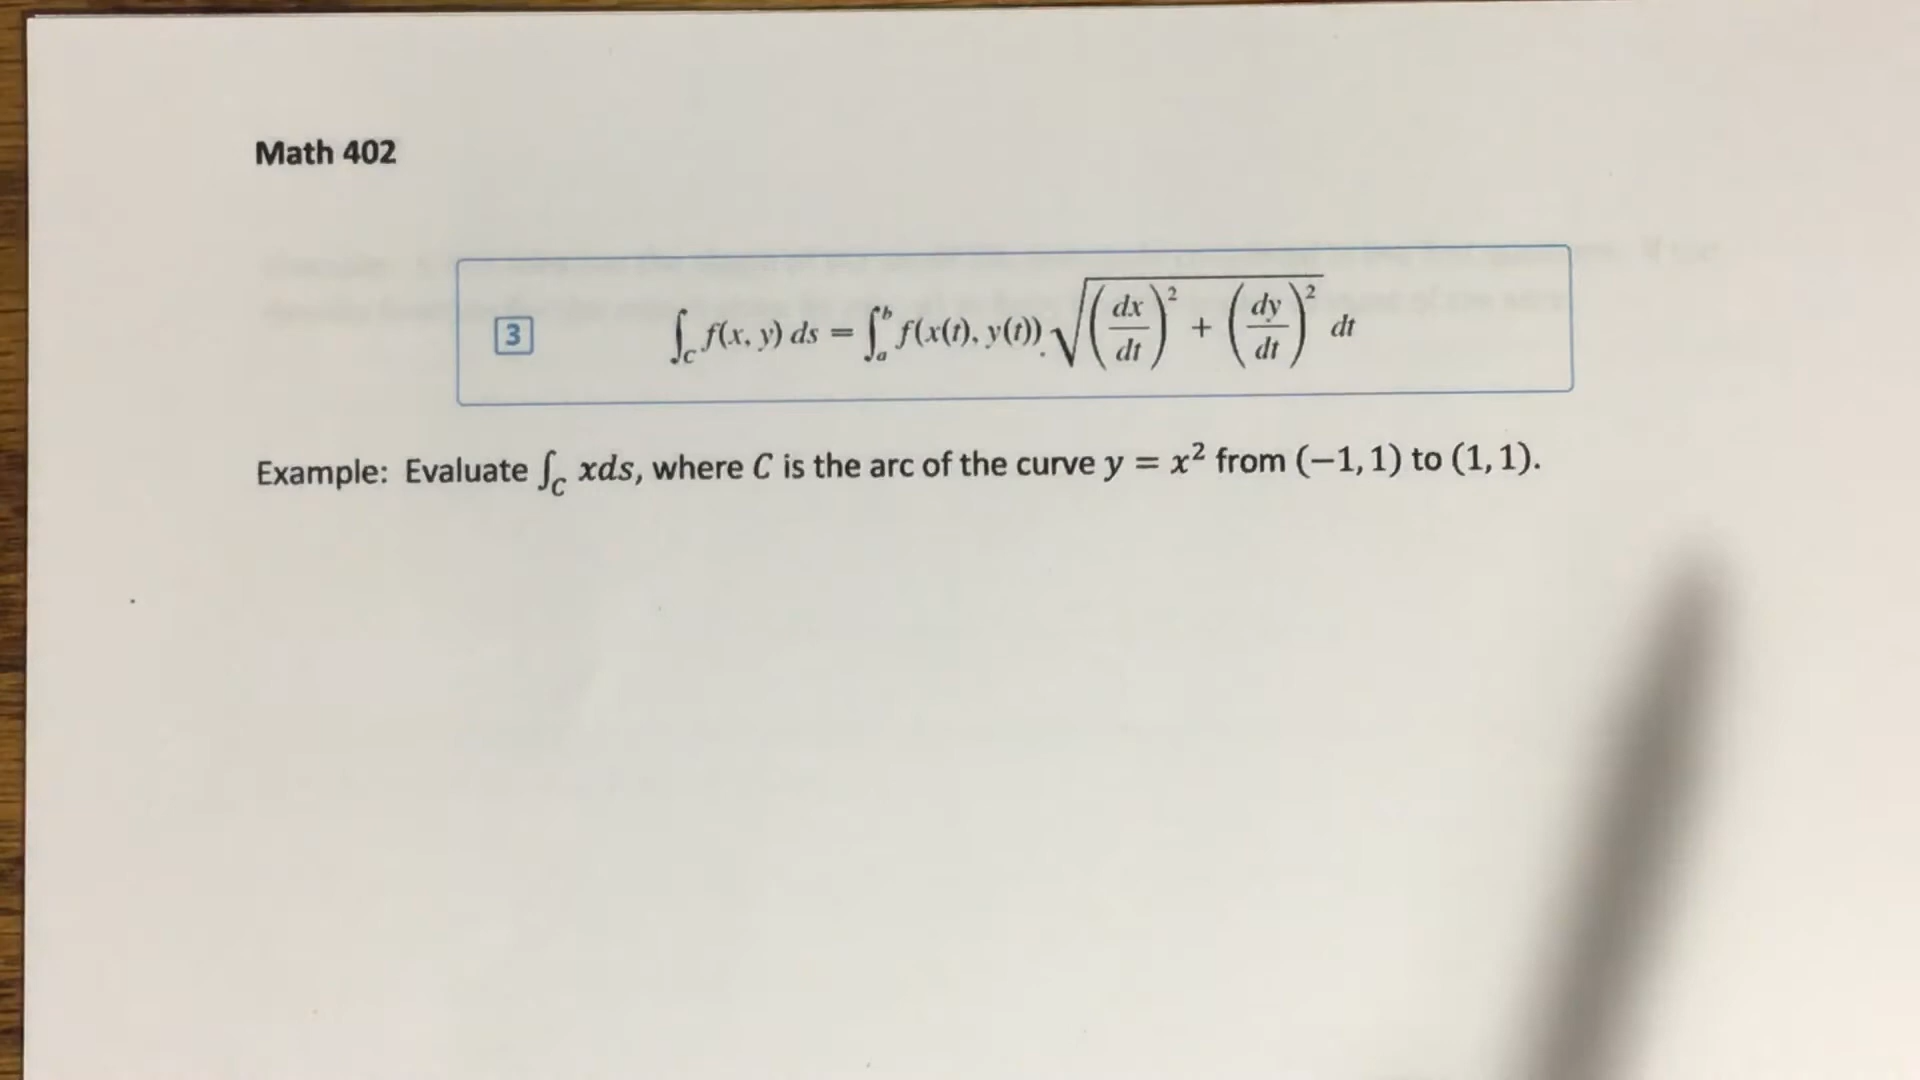 Math 402
3 ∫_C f(x, y) ds = ∫_a^b f(x(t), y(t)) √((dx/dt)² + (dy/dt)²) dt
Example: Evaluate ∫_C xds, where C is the arc of the curve y = x² from (−1, 1) to (1, 1).